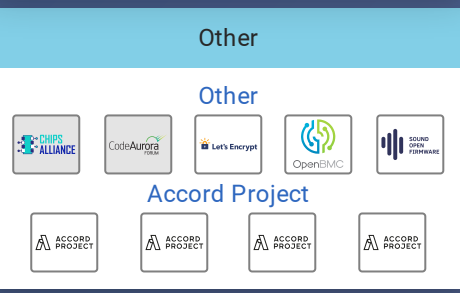 Other
Other
CHIPS
ALLIANCE
CodeAurora
FORUM
Let's Encrypt
OpenBMC
SOUND
OPEN
FIRMWARE
Accord Project
ACCORD
PROJECT
ACCORD
PROJECT
ACCORD
PROJECT
ACCORD
PROJECT